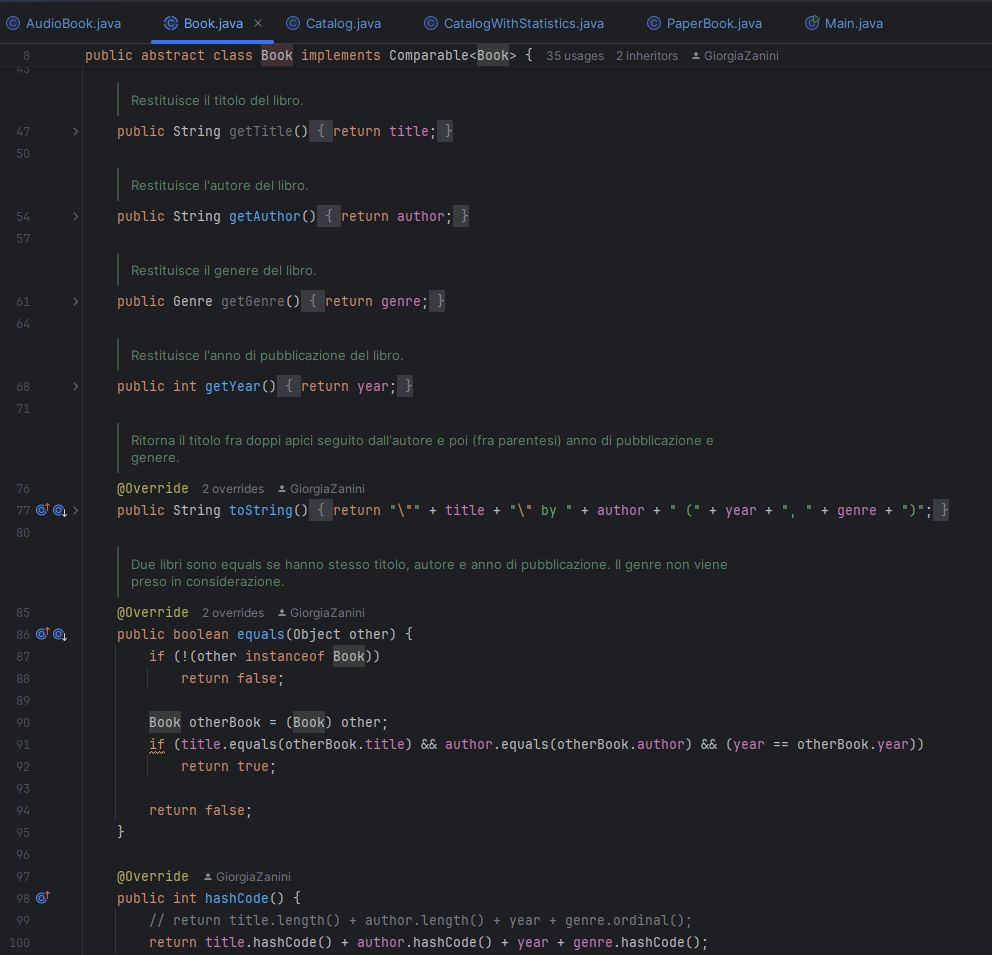 AudioBook.java Book.java Catalog.java CatalogWithStatistics.java PaperBook.java Main.java
8 public abstract class Book implements Comparable<Book> { 35 usages 2 inheritors GiorgiaZanini
43
Restituisce il titolo del libro.
47 public String getTitle() { return title; }
50
Restituisce l'autore del libro.
54 public String getAuthor() { return author; }
57
Restituisce il genere del libro.
61 public Genre getGenre() { return genre; }
64
Restituisce l'anno di pubblicazione del libro.
68 public int getYear() { return year; }
71
Ritorna il titolo fra doppi apici seguito dall'autore e poi (fra parentesi) anno di pubblicazione e
genere.
76 @Override 2 overrides GiorgiaZanini
77 public String toString() { return "\"" + title + "\" by " + author + " (" + year + ", " + genre + ")"; }
80
Due libri sono equals se hanno stesso titolo, autore e anno di pubblicazione. Il genre non viene
preso in considerazione.
85 @Override 2 overrides GiorgiaZanini
86 public boolean equals(Object other) {
87 if (!(other instanceof Book))
88 return false;
89
90 Book otherBook = (Book) other;
91 if (title.equals(otherBook.title) && author.equals(otherBook.author) && (year == otherBook.year))
92 return true;
93
94 return false;
95 }
96
97 @Override GiorgiaZanini
98 public int hashCode() {
99 // return title.length() + author.length() + year + genre.ordinal();
100 return title.hashCode() + author.hashCode() + year + genre.hashCode();